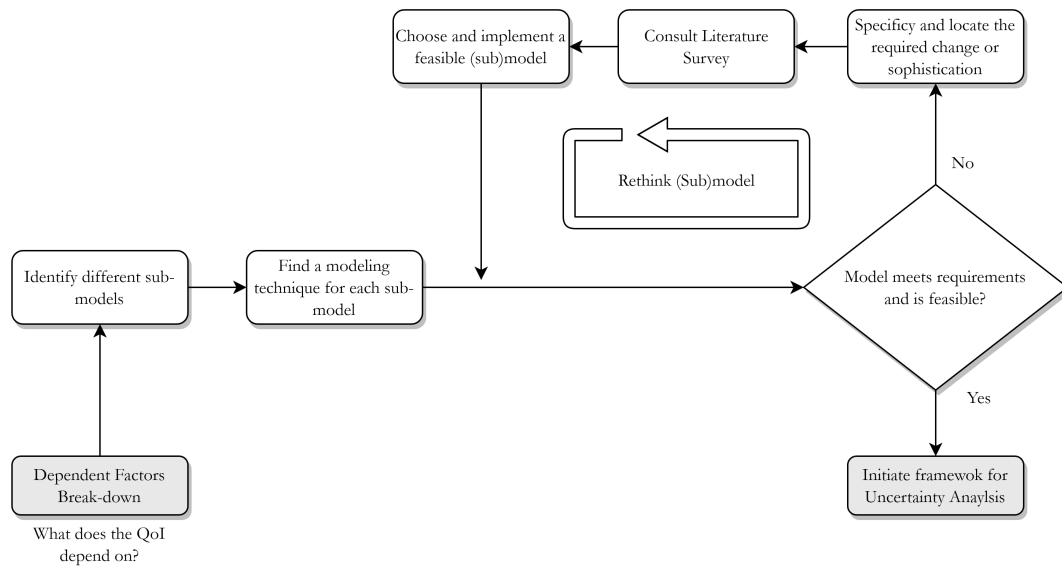 Choose and implement a
feasible (sub)model
Consult Literature
Survey
Specificy and locate the
required change or
sophistication
Rethink (Sub)model
No
Identify different sub-
models
Find a modeling
technique for each sub-
model
Model meets requirements
and is feasible?
Yes
Dependent Factors
Break-down
Initiate framewok for
Uncertainty Anaylsis
What does the QoI
depend on?